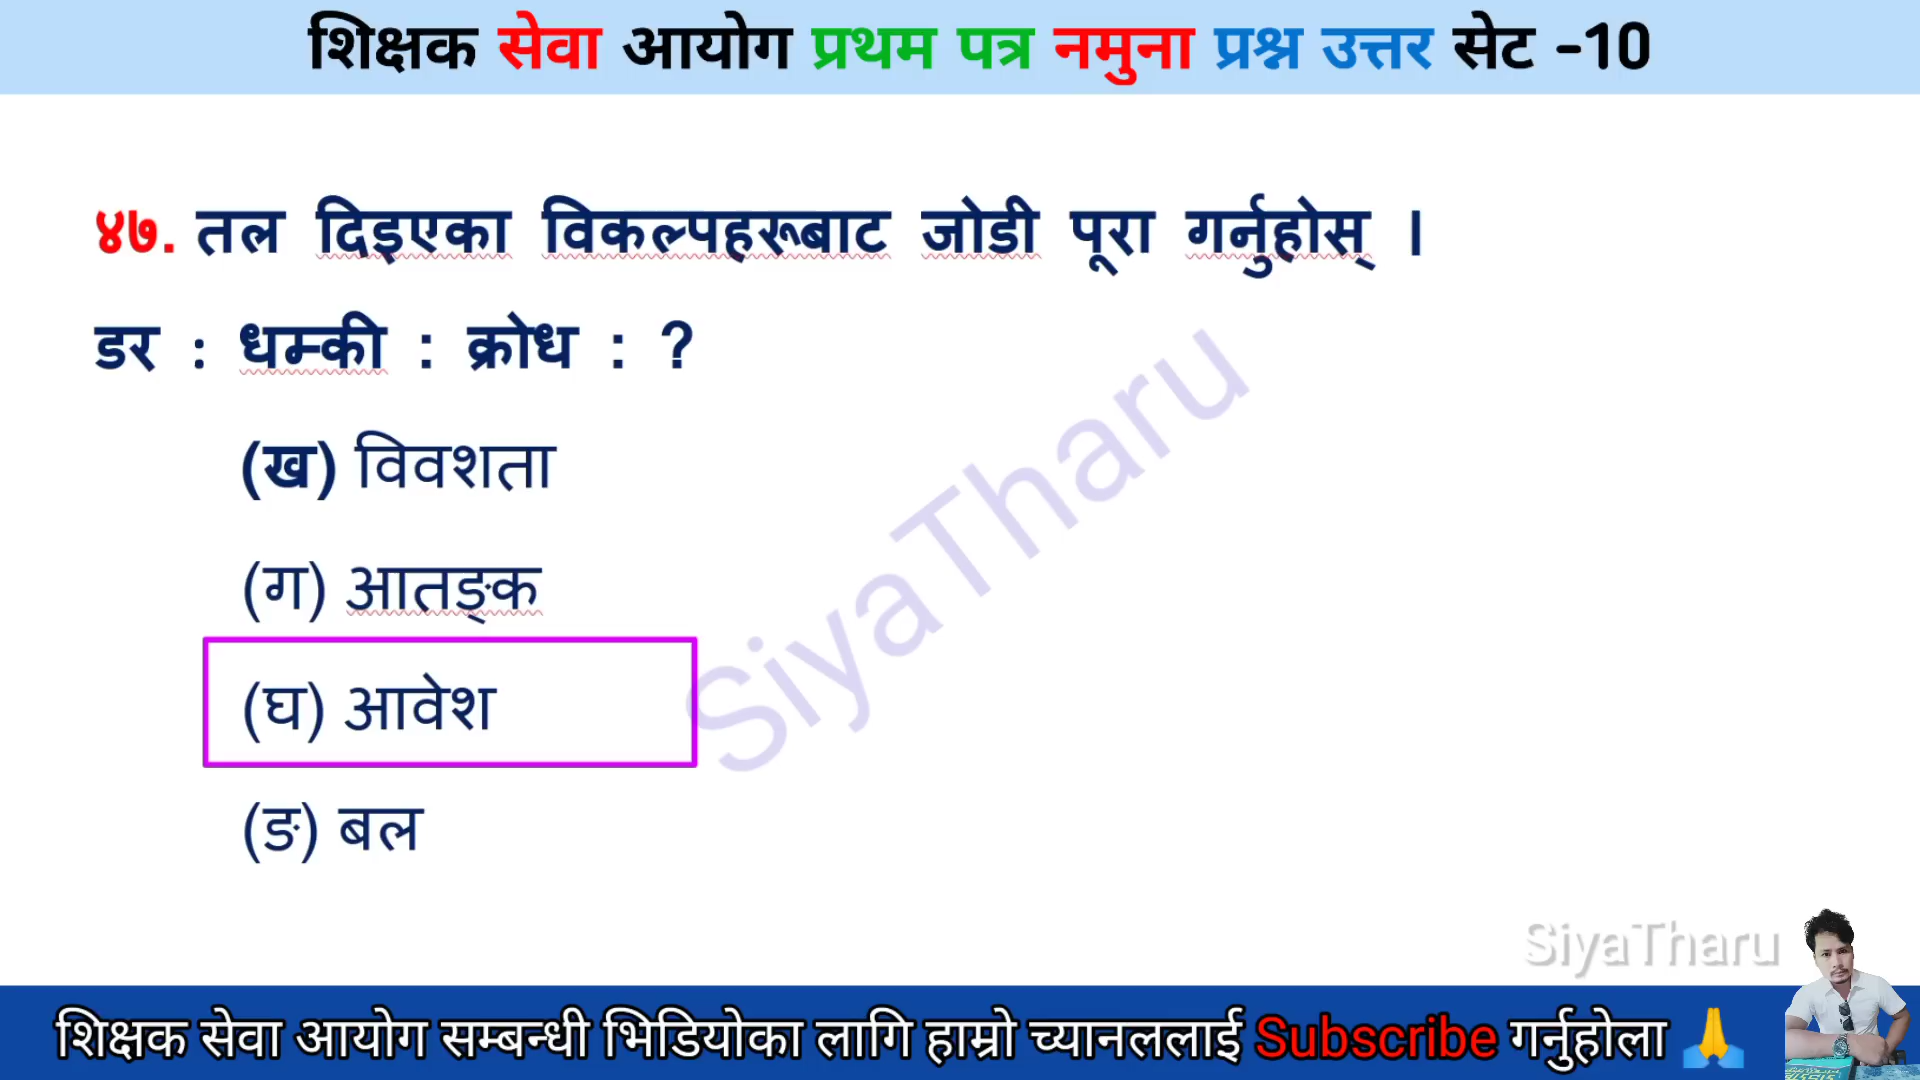 शिक्षक सेवा आयोग प्रथम पत्र नमुना प्रश्न उत्तर सेट -10
४७. तल दिइएका विकल्पहरूबाट जोडी पूरा गर्नुहोस् ।
डर : धम्की : क्रोध : ?
(ख) विवशता
(ग) आतङ्क
(घ) आवेश
(ङ) बल
SiyaTharu
SiyaTharu
शिक्षक सेवा आयोग सम्बन्धी भिडियोका लागि हाम्रो च्यानललाई Subscribe गर्नुहोला 🙏